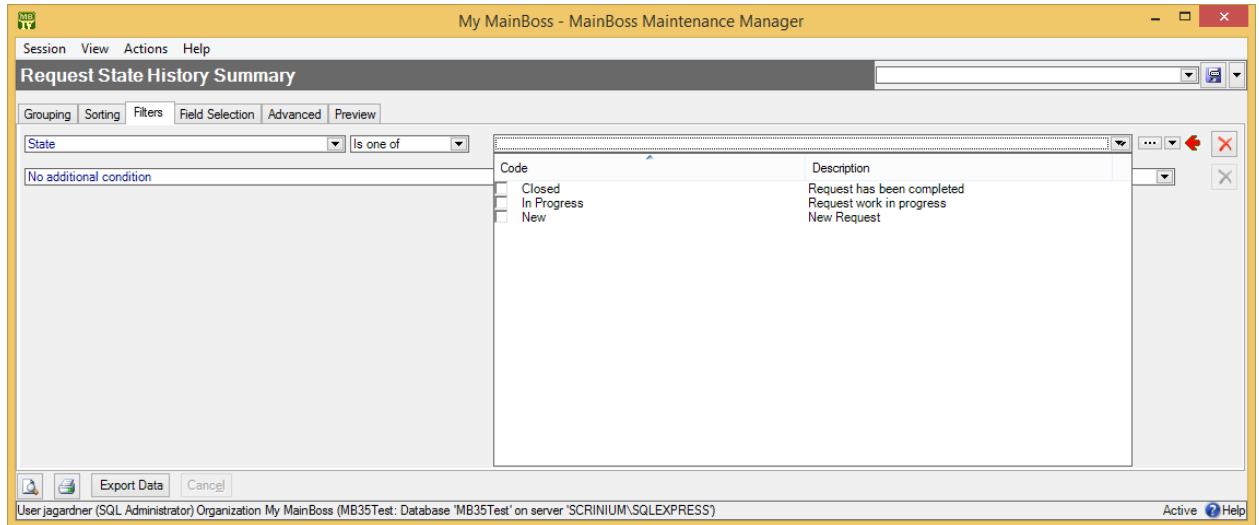 MB
My MainBoss - MainBoss Maintenance Manager
Session View Actions Help
Request State History Summary
Grouping Sorting Filters Field Selection Advanced Preview
State Is one of
No additional condition
Code Description
Closed Request has been completed
In Progress Request work in progress
New New Request
Export Data Cancel
User jagardner (SQL Administrator) Organization My MainBoss (MB35Test: Database 'MB35Test' on server 'SCRINIUM\SQLEXPRESS') Active Help